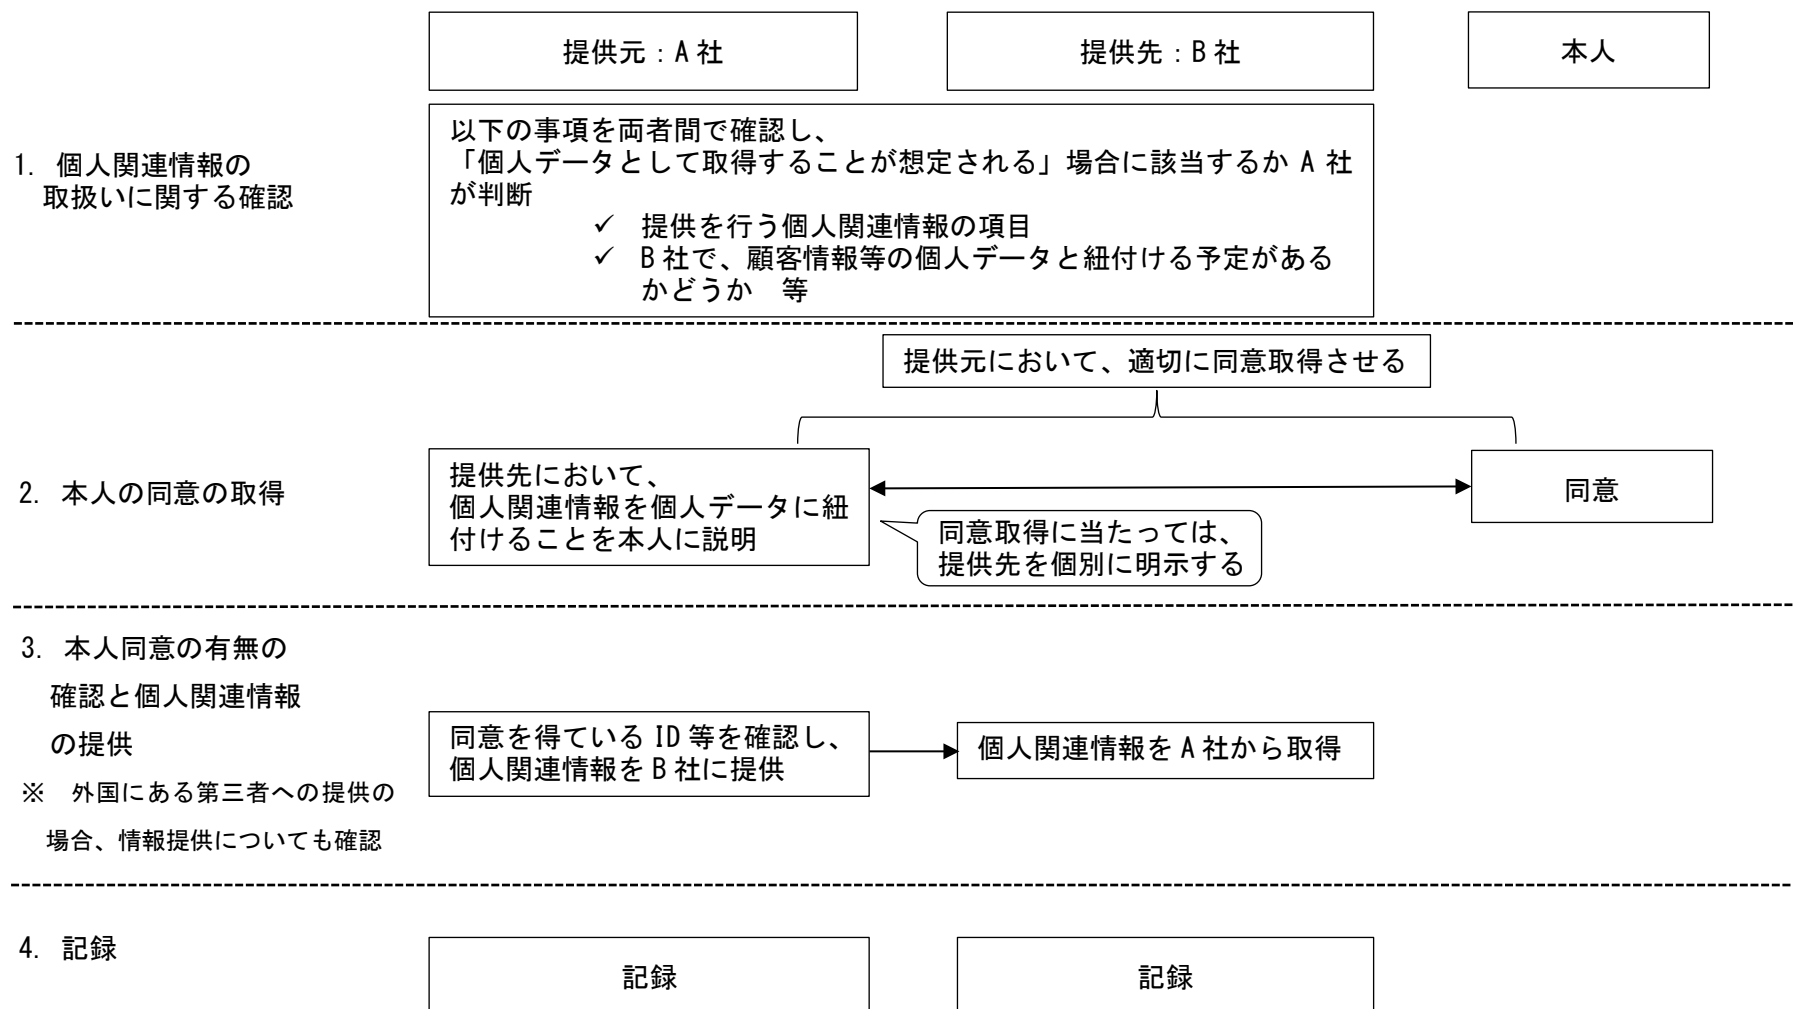 提供元：A 社
提供先：B 社
本人
1. 個人関連情報の
取扱いに関する確認
以下の事項を両者間で確認し、
「個人データとして取得することが想定される」場合に該当するか A 社
が判断
✓ 提供を行う個人関連情報の項目
✓ B 社で、顧客情報等の個人データと紐付ける予定がある
かどうか　等
提供元において、適切に同意取得させる
2. 本人の同意の取得
提供先において、
個人関連情報を個人データに紐
付けることを本人に説明
同意
同意取得に当たっては、
提供先を個別に明示する
3. 本人同意の有無の
確認と個人関連情報
の提供
※　外国にある第三者への提供の
場合、情報提供についても確認
同意を得ている ID 等を確認し、
個人関連情報を B 社に提供
個人関連情報を A 社から取得
4. 記録
記録
記録